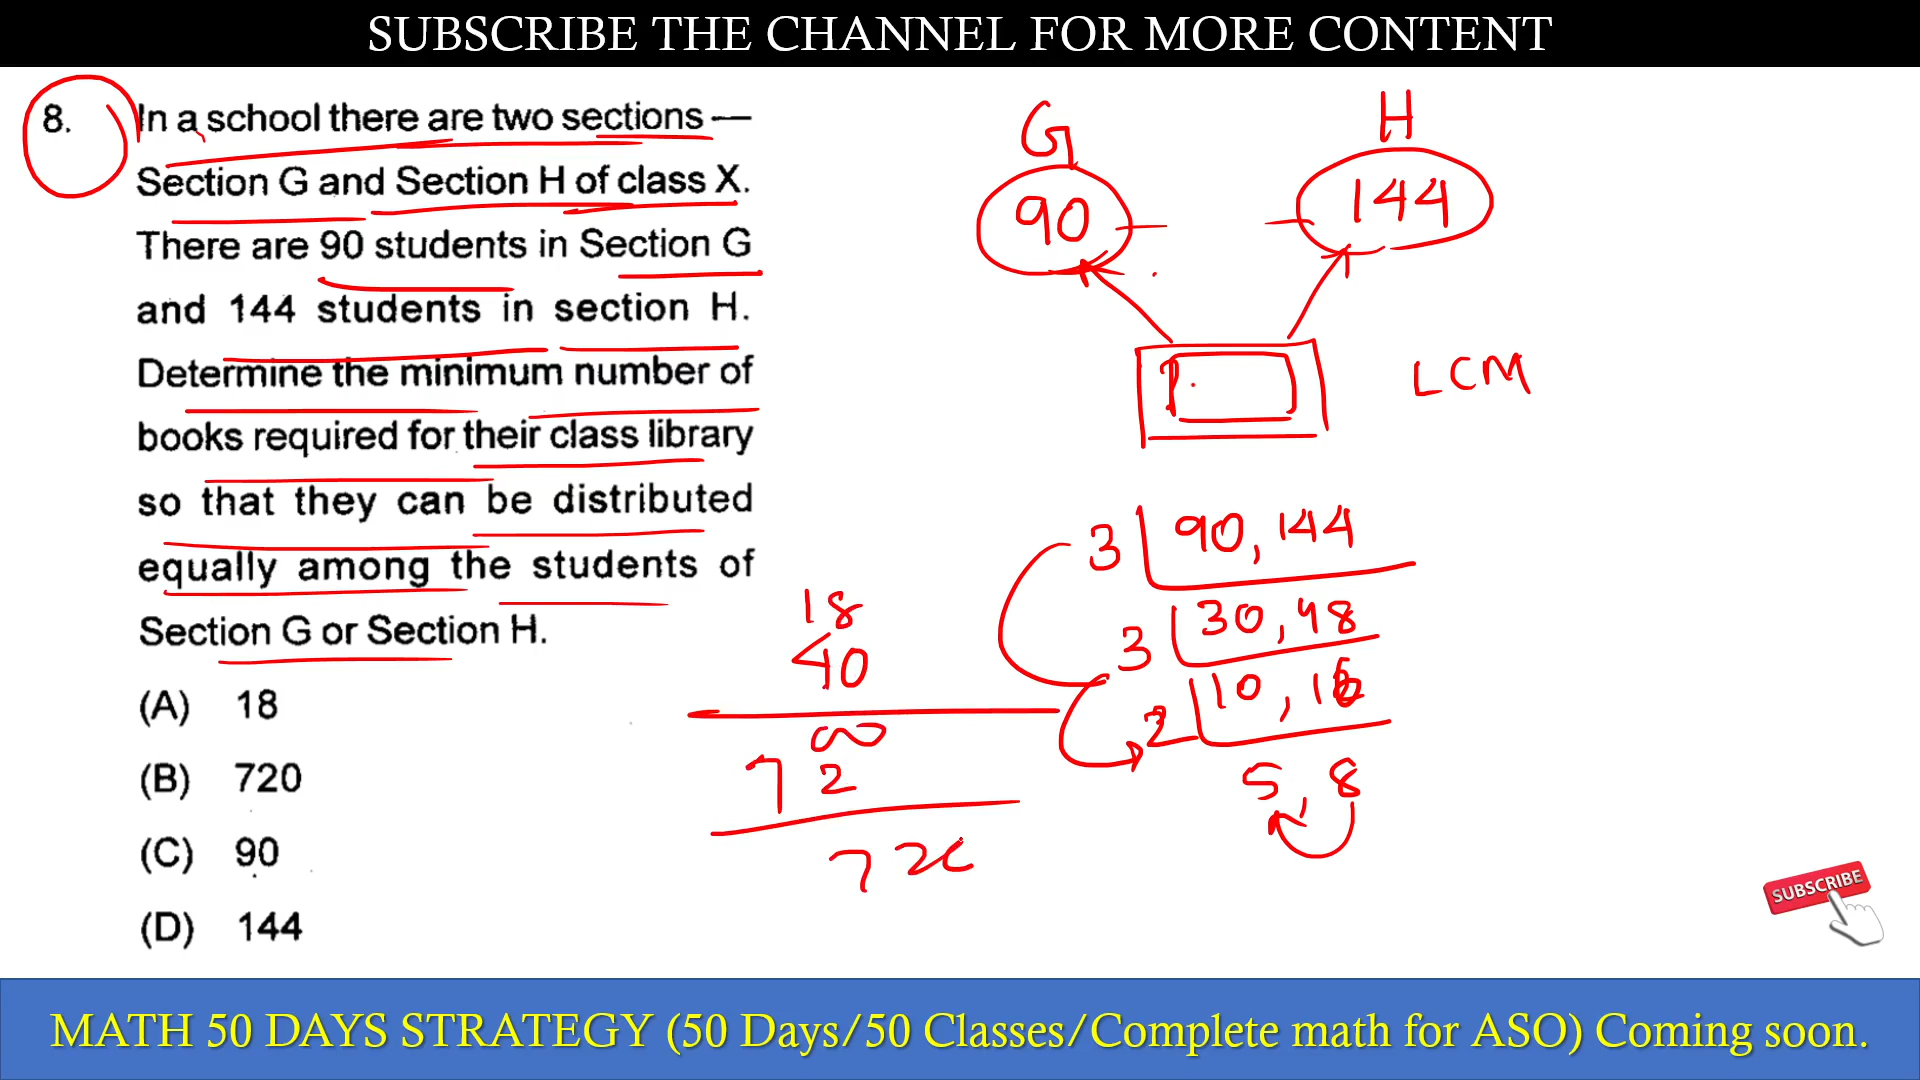 SUBSCRIBE THE CHANNEL FOR MORE CONTENT
8. In a school there are two sections —
Section G and Section H of class X.
There are 90 students in Section G
and 144 students in section H.
Determine the minimum number of
books required for their class library
so that they can be distributed
equally among the students of
Section G or Section H.
(A) 18
(B) 720
(C) 90
(D) 144
G H
90 144
LCM
3 90, 144
3 30, 48
2 10, 16
5, 8
18
40
00
72
720
SUBSCRIBE
MATH 50 DAYS STRATEGY (50 Days/50 Classes/Complete math for ASO) Coming soon.